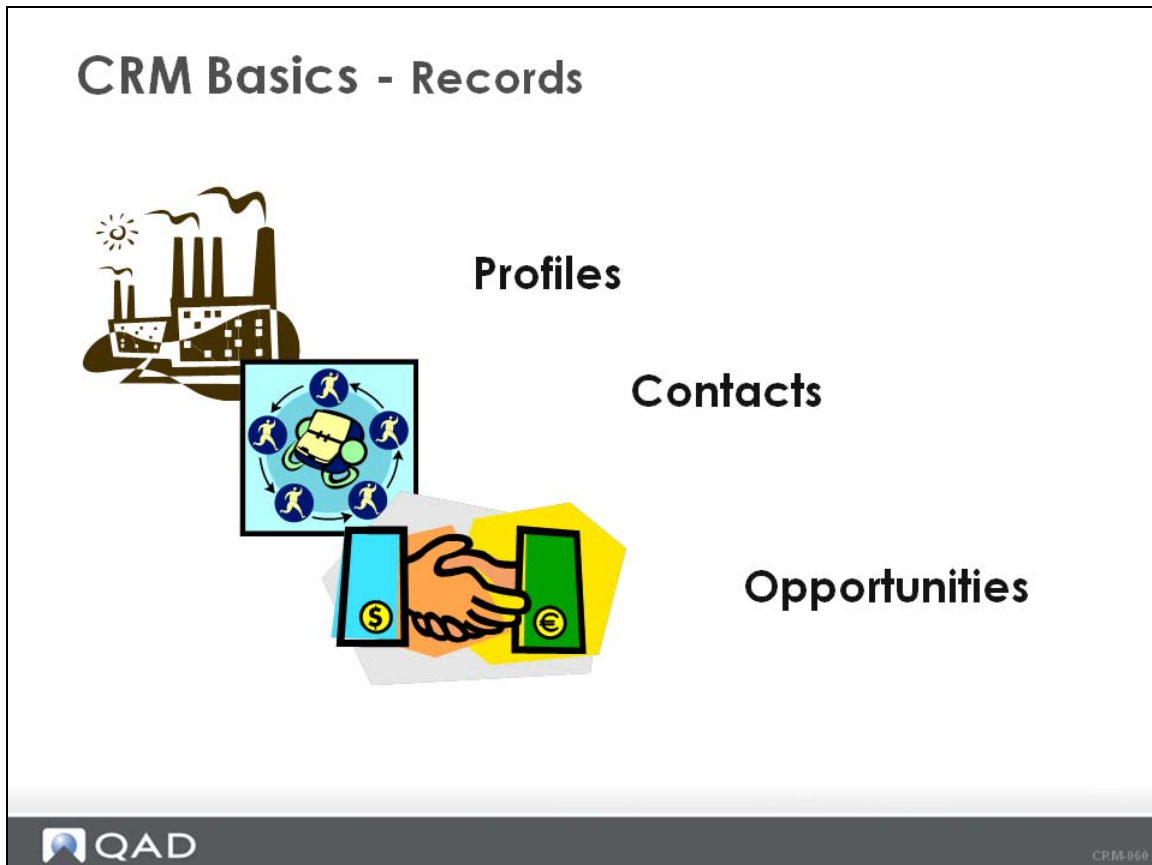 CRM Basics - Records
Profiles
Contacts
Opportunities
$
€
QAD
CRM-060